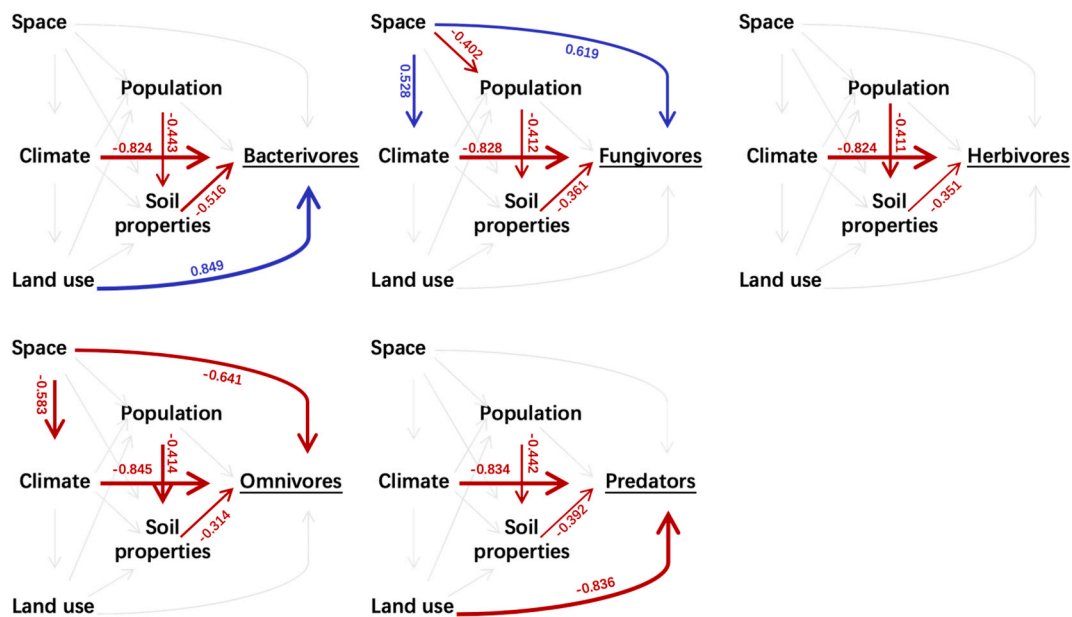 Space
Population
-0.443
Climate
-0.824
Bacterivores
Soil
properties
-0.516
0.849
Land use
Space
-0.402
0.619
0.528
Population
-0.412
Climate
-0.828
Fungivores
Soil
properties
-0.361
Land use
Space
Population
-0.411
Climate
-0.824
Herbivores
Soil
properties
-0.351
Land use
Space
-0.641
-0.583
Population
-0.414
Climate
-0.845
Omnivores
Soil
properties
-0.314
Land use
Space
Population
-0.442
Climate
-0.834
Predators
Soil
properties
-0.392
-0.836
Land use